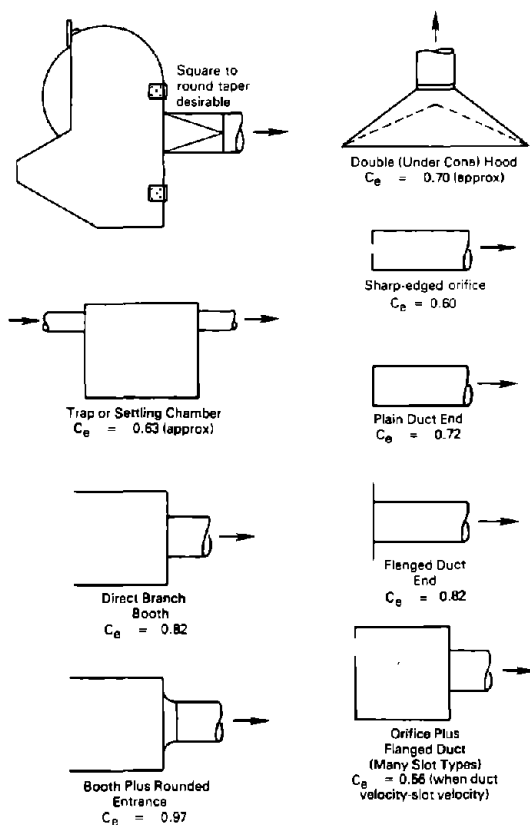 Square to
round taper
desirable
Double (Under Cone) Hood
Ce = 0.70 (approx)
Sharp-edged orifice
Ce = 0.60
Trap or Settling Chamber
Ce = 0.63 (approx)
Plain Duct End
Ce = 0.72
Direct Branch
Booth
Ce = 0.82
Flanged Duct
End
Ce = 0.82
Booth Plus Rounded
Entrance
Ce = 0.97
Orifice Plus
Flanged Duct
(Many Slot Types)
Ce = 0.55 (when duct
velocity-slot velocity)